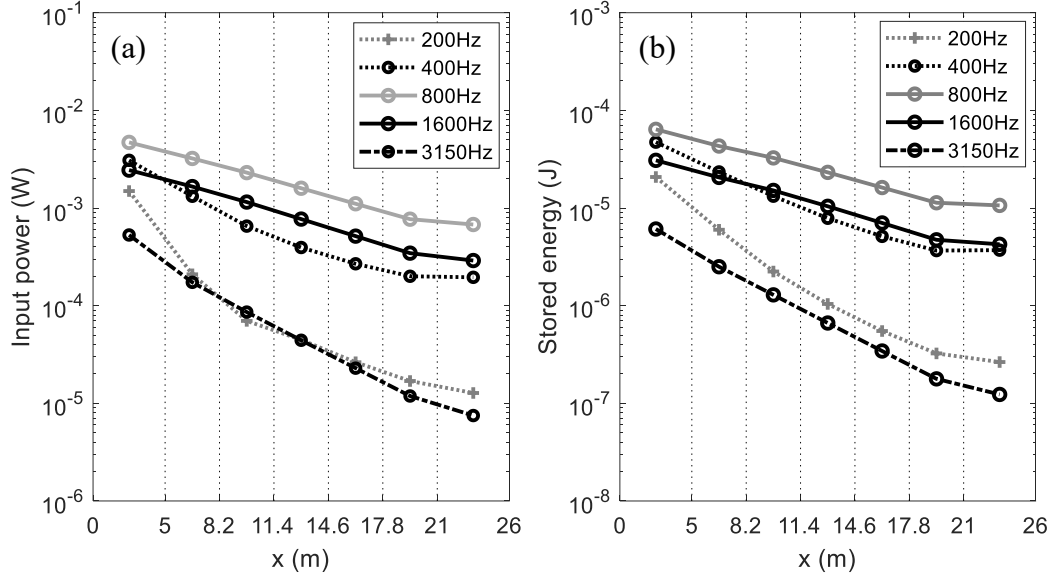 (a)
200Hz
400Hz
800Hz
1600Hz
3150Hz
Input power (W)
10^-1
10^-2
10^-3
10^-4
10^-5
10^-6
0 5 8.2 11.4 14.6 17.8 21 26
x (m)
(b)
200Hz
400Hz
800Hz
1600Hz
3150Hz
Stored energy (J)
10^-3
10^-4
10^-5
10^-6
10^-7
10^-8
0 5 8.2 11.4 14.6 17.8 21 26
x (m)